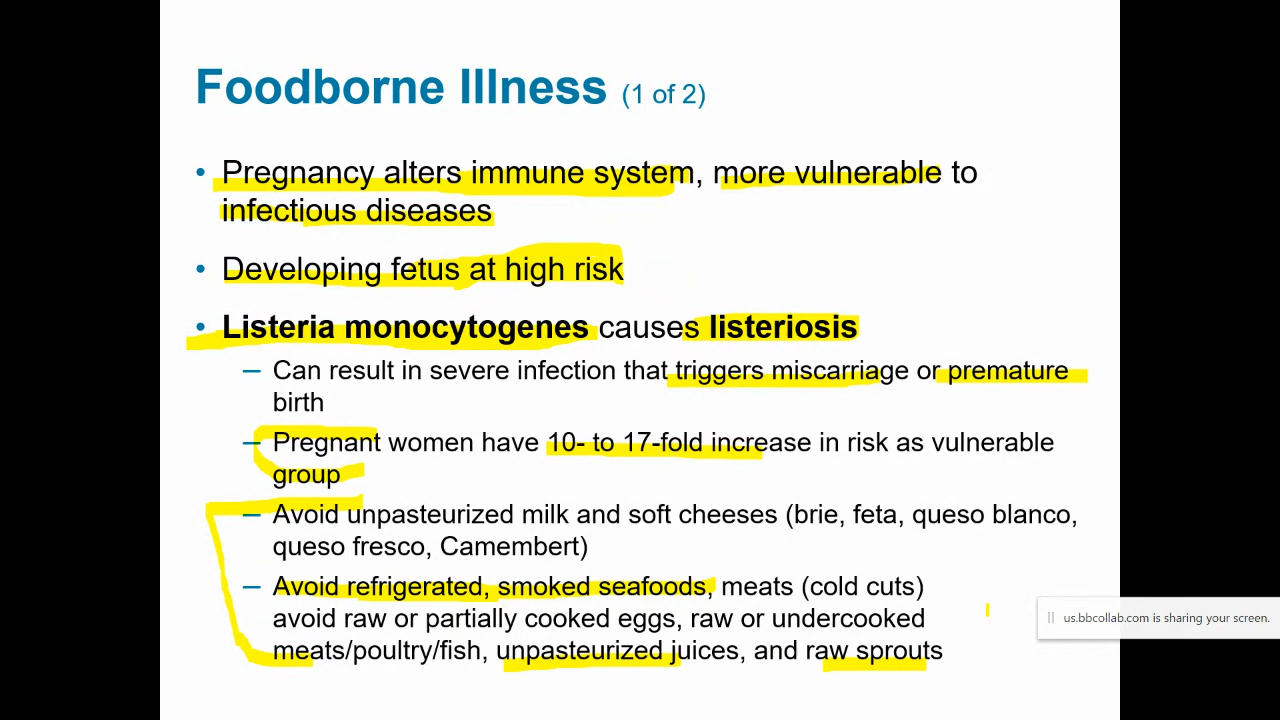 Foodborne Illness (1 of 2)
• Pregnancy alters immune system, more vulnerable to
infectious diseases
• Developing fetus at high risk
• Listeria monocytogenes causes listeriosis
– Can result in severe infection that triggers miscarriage or premature
birth
– Pregnant women have 10- to 17-fold increase in risk as vulnerable
group
– Avoid unpasteurized milk and soft cheeses (brie, feta, queso blanco,
queso fresco, Camembert)
– Avoid refrigerated, smoked seafoods, meats (cold cuts)
avoid raw or partially cooked eggs, raw or undercooked
meats/poultry/fish, unpasteurized juices, and raw sprouts
us.bbcollab.com is sharing your screen.